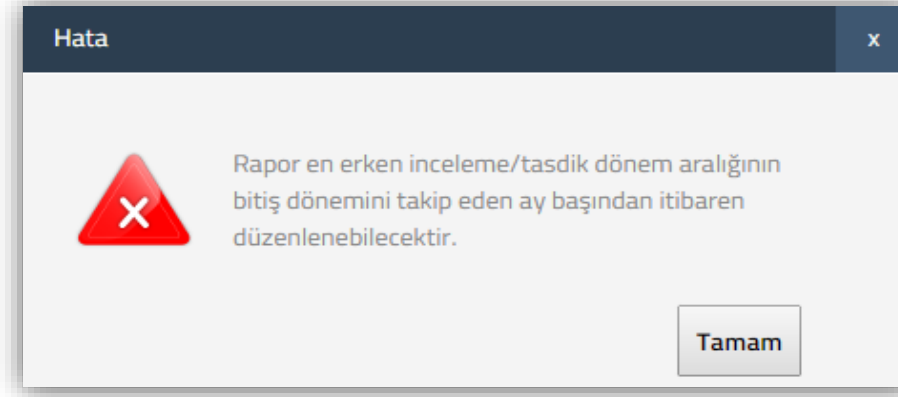 Hata
x
Rapor en erken inceleme/tasdik dönem aralığının
bitiş dönemini takip eden ay başından itibaren
düzenlenebilecektir.
Tamam